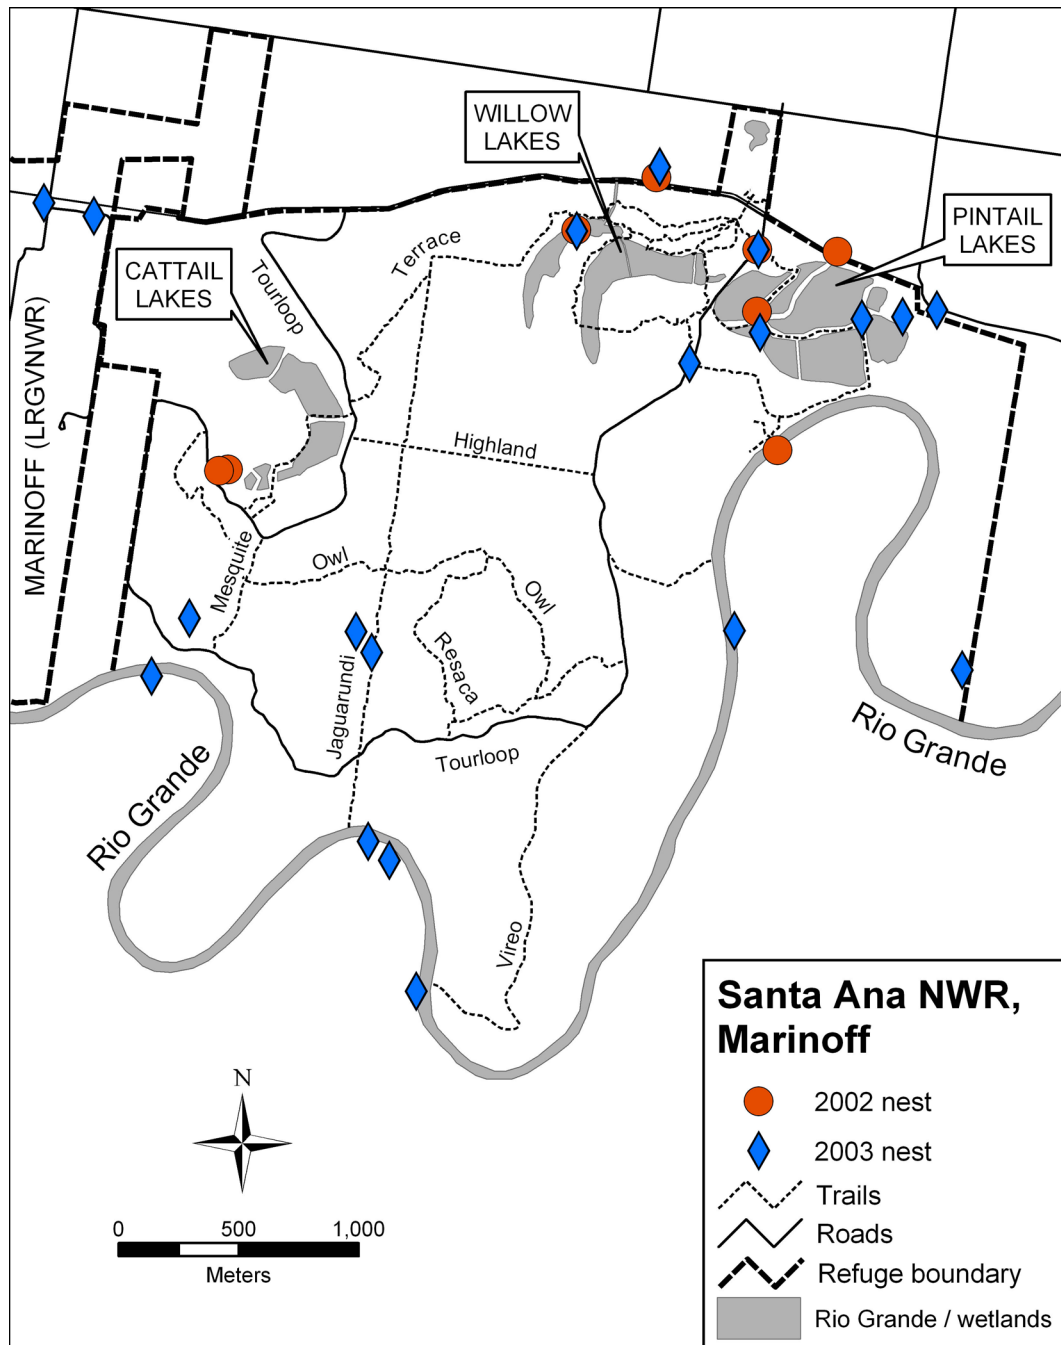 WILLOW
LAKES
PINTAIL
LAKES
CATTAIL
LAKES
Terrace
Tourloop
MARINOFF (LRGVNWR)
Highland
Mesquite
Owl
Owl
Resaca
Jaguarundi
Tourloop
Rio Grande
Rio Grande
Vireo
Santa Ana NWR,
Marinoff
2002 nest
2003 nest
Trails
Roads
Refuge boundary
Rio Grande / wetlands
N
0 500 1,000
Meters